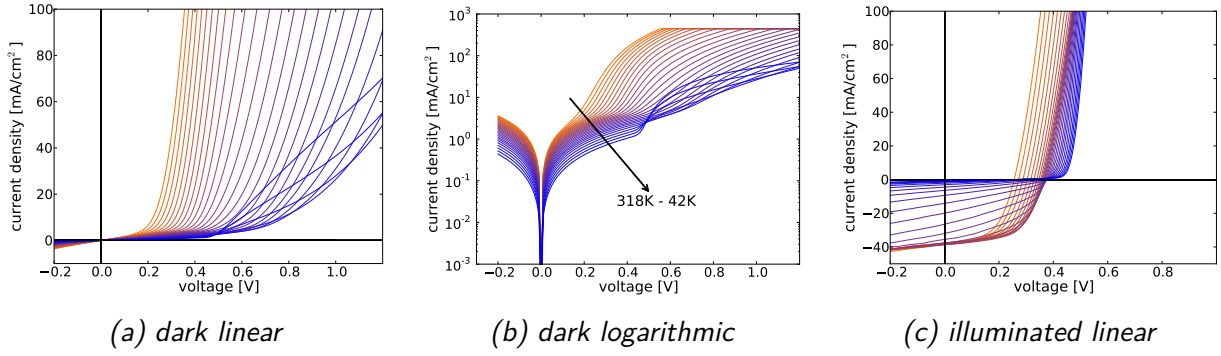 100
80
60
40
20
0
−0.2 0.0 0.2 0.4 0.6 0.8 1.0
voltage [V]
current density [mA/cm² ]
(a) dark linear
10³
10²
10¹
10⁰
10⁻¹
10⁻²
10⁻³
−0.2 0.0 0.2 0.4 0.6 0.8 1.0
voltage [V]
current density [mA/cm² ]
318K - 42K
(b) dark logarithmic
100
80
60
40
20
0
−20
−40
−0.2 0.0 0.2 0.4 0.6 0.8
voltage [V]
current density [mA/cm² ]
(c) illuminated linear